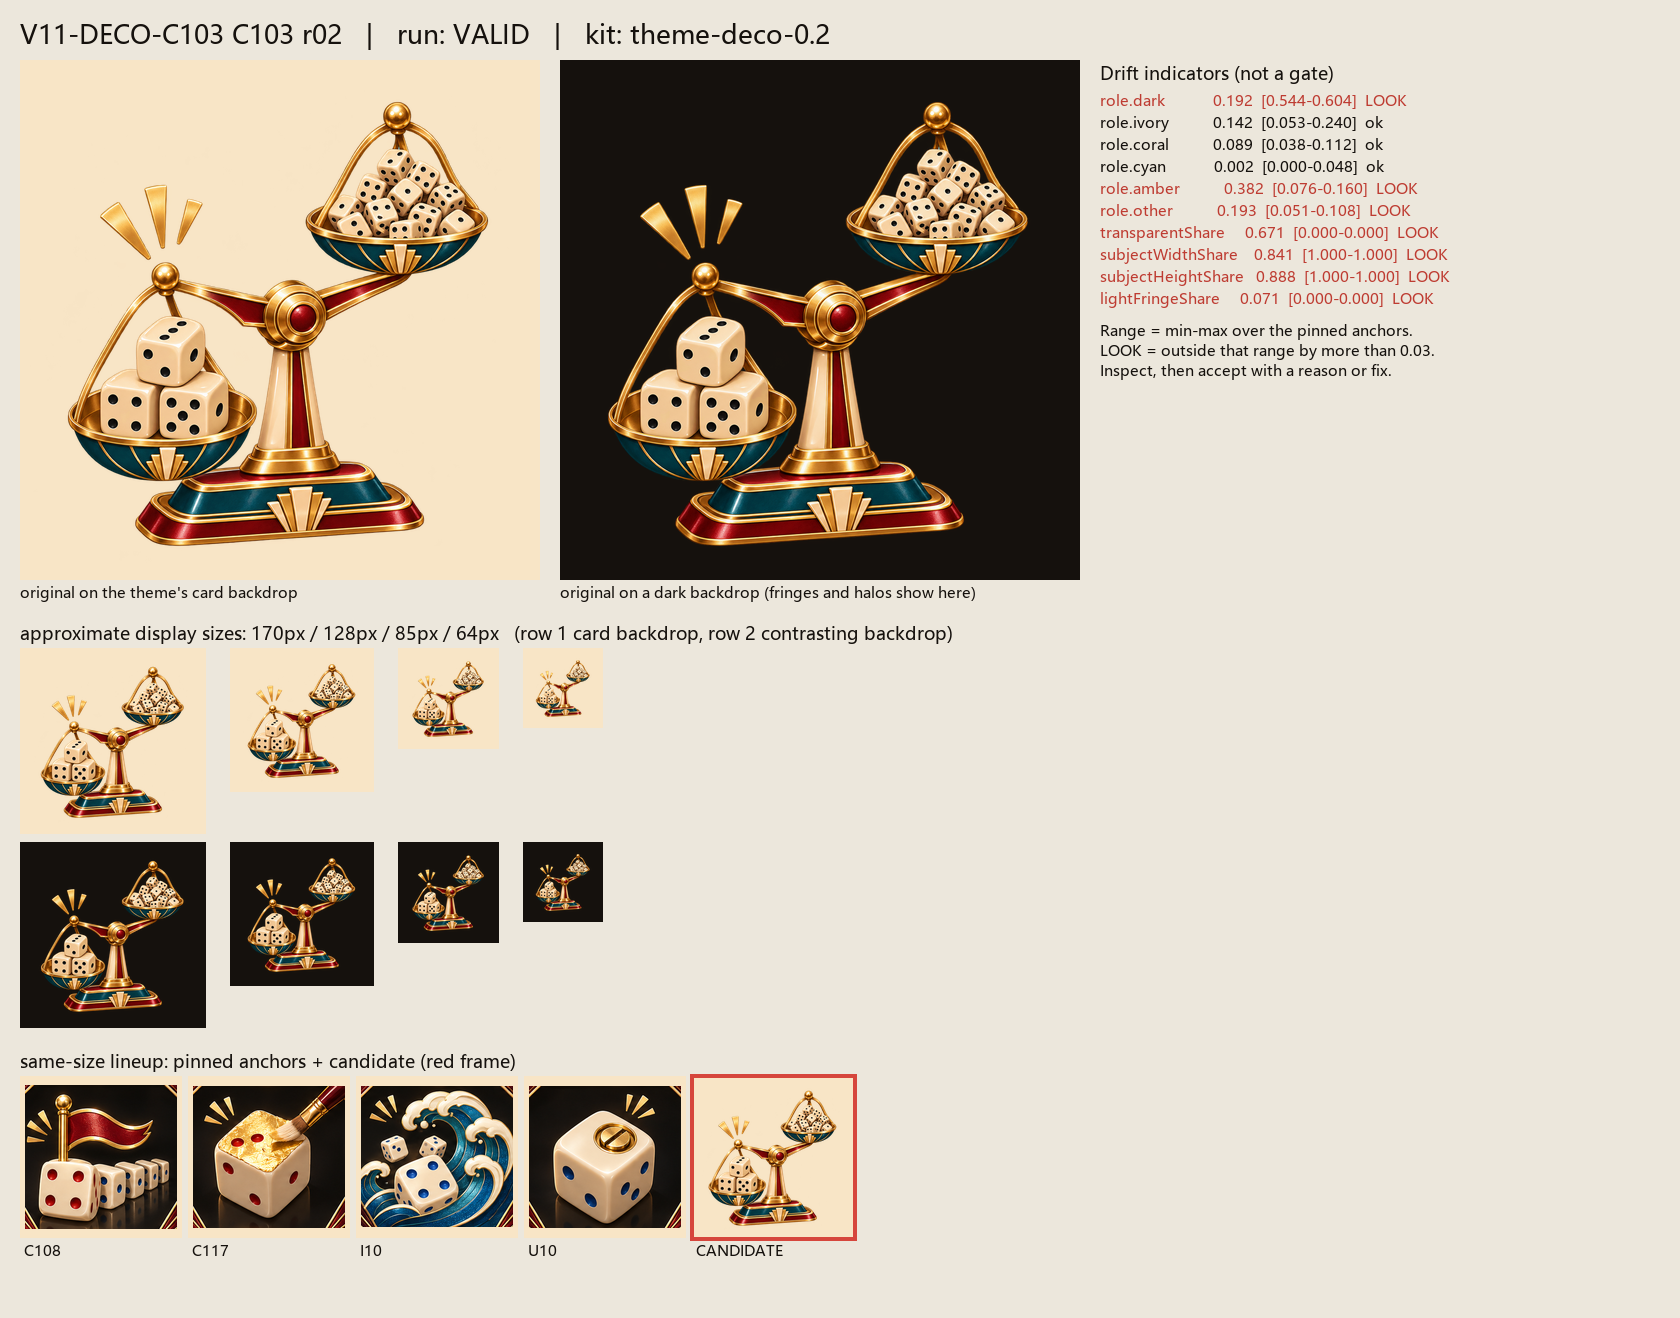 V11-DECO-C103 C103 r02 | run: VALID | kit: theme-deco-0.2
Drift indicators (not a gate)
role.dark 0.192 [0.544-0.604] LOOK
role.ivory 0.142 [0.053-0.240] ok
role.coral 0.089 [0.038-0.112] ok
role.cyan 0.002 [0.000-0.048] ok
role.amber 0.382 [0.076-0.160] LOOK
role.other 0.193 [0.051-0.108] LOOK
transparentShare 0.671 [0.000-0.000] LOOK
subjectWidthShare 0.841 [1.000-1.000] LOOK
subjectHeightShare 0.888 [1.000-1.000] LOOK
lightFringeShare 0.071 [0.000-0.000] LOOK
Range = min-max over the pinned anchors.
LOOK = outside that range by more than 0.03.
Inspect, then accept with a reason or fix.
original on the theme's card backdrop
original on a dark backdrop (fringes and halos show here)
approximate display sizes: 170px / 128px / 85px / 64px (row 1 card backdrop, row 2 contrasting backdrop)
same-size lineup: pinned anchors + candidate (red frame)
C108
C117
I10
U10
CANDIDATE